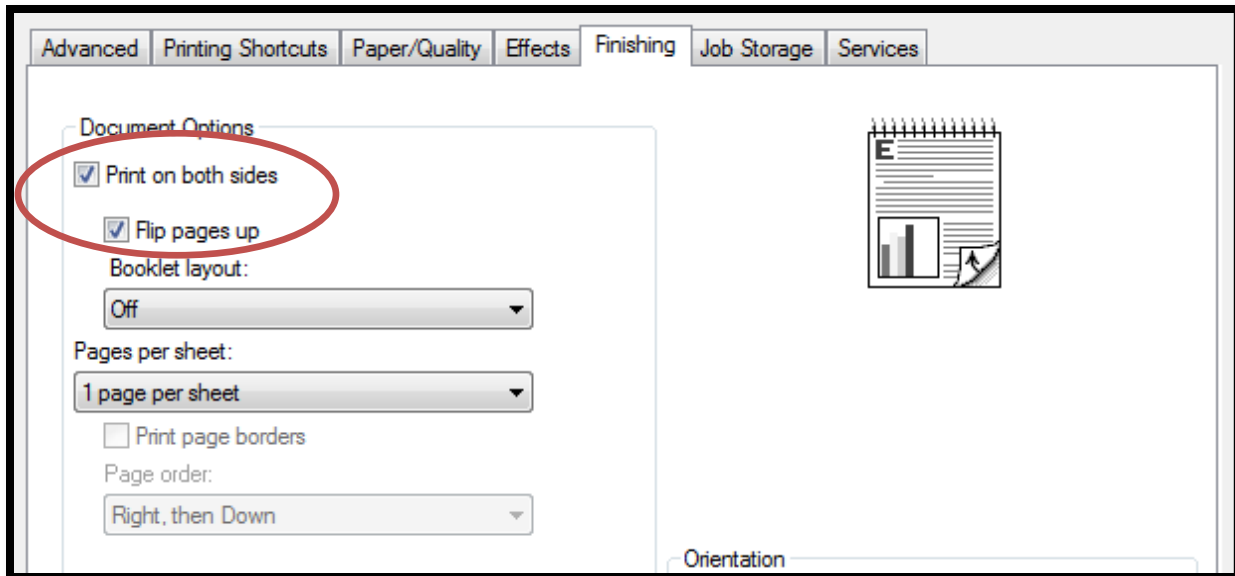 Advanced Printing Shortcuts Paper/Quality Effects Finishing Job Storage Services
Document Options
Print on both sides
Flip pages up
Booklet layout:
Off
Pages per sheet:
1 page per sheet
Print page borders
Page order:
Right, then Down
E
Orientation